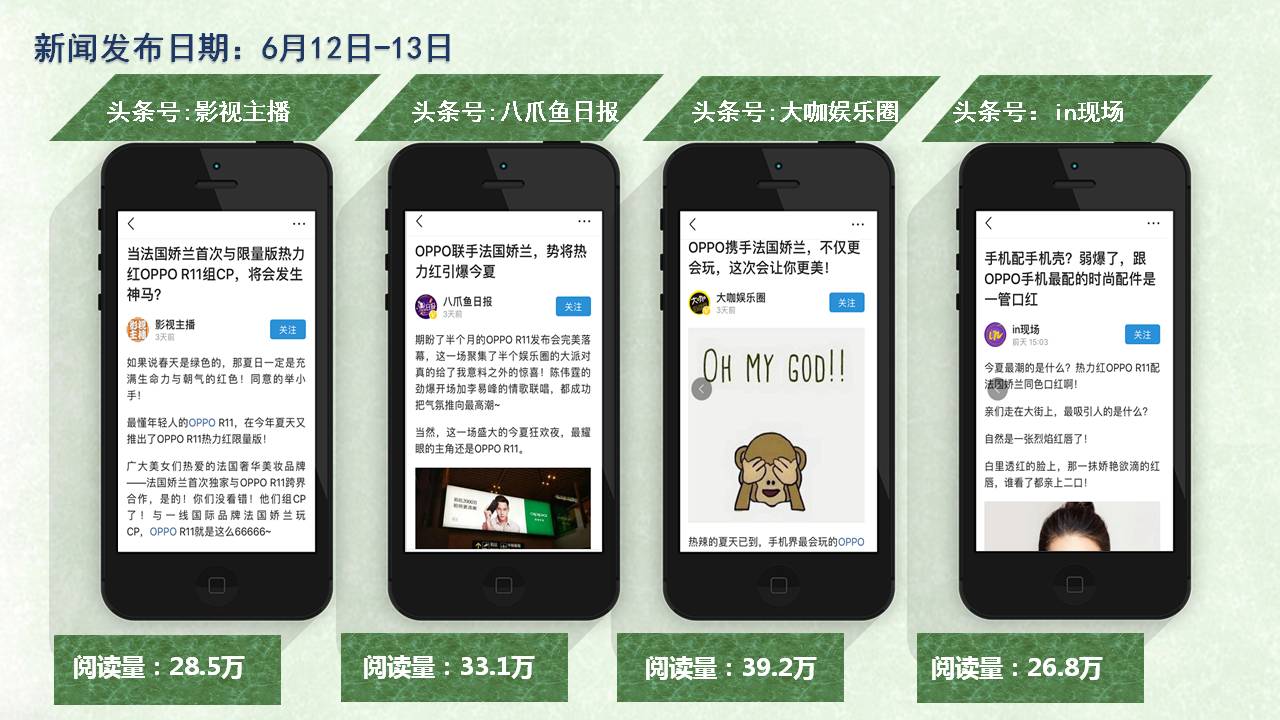 新闻发布日期：6月12日-13日
头条号:影视主播
头条号:八爪鱼日报
头条号:大咖娱乐圈
头条号：in现场
当法国娇兰首次与限量版热力
红OPPO R11组CP，将会发生
神马？
影视主播
3天前
关注
如果说春天是绿色的，那夏日一定是充
满生命力与朝气的红色！同意的举小
手！
最懂年轻人的OPPO R11，在今年夏天又
推出了OPPO R11热力红限量版！
广大美女们热爱的法国奢华美妆品牌
——法国娇兰首次独家与OPPO R11跨界
合作，是的！你们没看错！他们组CP
了！与一线国际品牌法国娇兰玩
CP，OPPO R11就是这么66666~
OPPO联手法国娇兰，势将热
力红引爆今夏
八爪鱼日报
3天前
关注
期盼了半个月的OPPO R11发布会完美落
幕，这一场聚集了半个娱乐圈的大派对
真的给了我意料之外的惊喜！陈伟霆的
劲爆开场加李易峰的情歌联唱，都成功
把气氛推向最高潮~
当然，这一场盛大的今夏狂欢夜，最耀
眼的主角还是OPPO R11。
oppo
OPPO携手法国娇兰，不仅更
会玩，这次会让你更美！
大咖娱乐圈
3天前
关注
OH MY GOD!!
热辣的夏天已到，手机界最会玩的OPPO
手机配手机壳？弱爆了，跟
OPPO手机最配的时尚配件是
一管口红
in现场
前天 15:03
关注
今夏最潮的是什么？热力红OPPO R11配
法国娇兰同色口红啊！
亲们走在大街上，最吸引人的是什么？
自然是一张烈焰红唇了！
白里透红的脸上，那一抹娇艳欲滴的红
唇，谁看了都亲上二口！
阅读量：28.5万
阅读量：33.1万
阅读量：39.2万
阅读量：26.8万